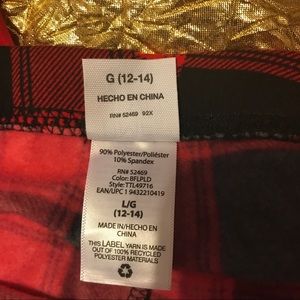 G (12-14)
HECHO EN CHINA
RN# 52469 92X
90% Polyester/Poliéster
10% Spandex
RN# 52469
Color: BFLPLD
Style: TTL49716
EAN/UPC 1 9432210419
L/G
(12-14)
MADE IN/HECHO EN
CHINA
THIS LABEL YARN IS MADE
OUT OF 100% RECYCLED
POLYESTER MATERIALS